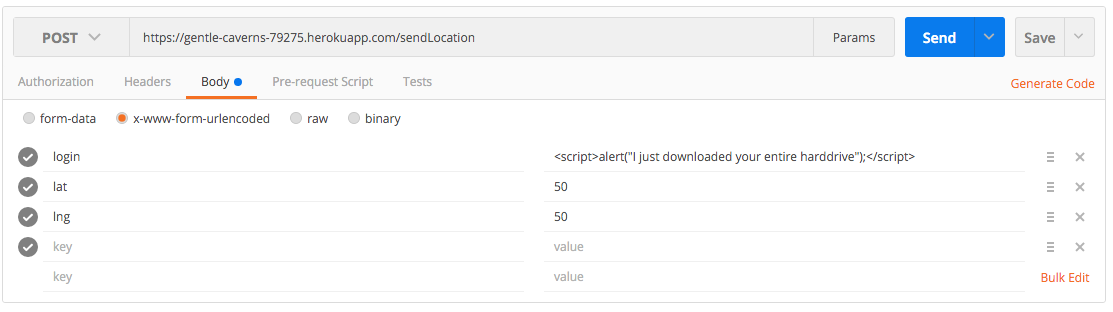 POST https://gentle-caverns-79275.herokuapp.com/sendLocation Params Send Save
Authorization Headers Body Pre-request Script Tests Generate Code
form-data x-www-form-urlencoded raw binary
login <script>alert("I just downloaded your entire harddrive");</script>
lat 50
lng 50
key value
key value Bulk Edit